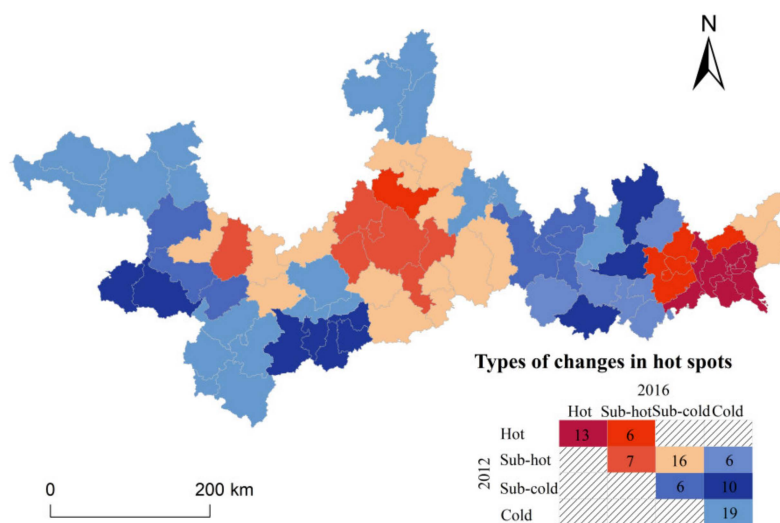 N
Types of changes in hot spots
2016
Hot Sub-hot Sub-cold Cold
Hot 13 6
Sub-hot 7 16 6
2012
Sub-cold 6 10
Cold 19
0 200 km